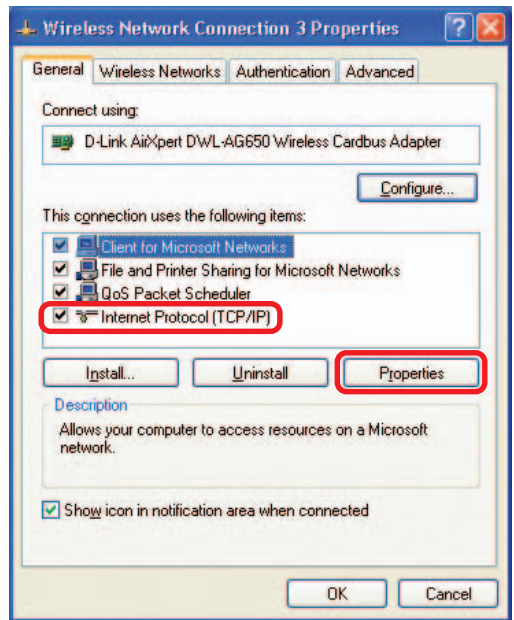 Wireless Network Connection 3 Properties
General Wireless Networks Authentication Advanced
Connect using:
D-Link AirXpert DWL-AG650 Wireless Cardbus Adapter
Configure...
This connection uses the following items:
Client for Microsoft Networks
File and Printer Sharing for Microsoft Networks
QoS Packet Scheduler
Internet Protocol (TCP/IP)
Install... Uninstall Properties
Description
Allows your computer to access resources on a Microsoft
network.
Show icon in notification area when connected
OK Cancel